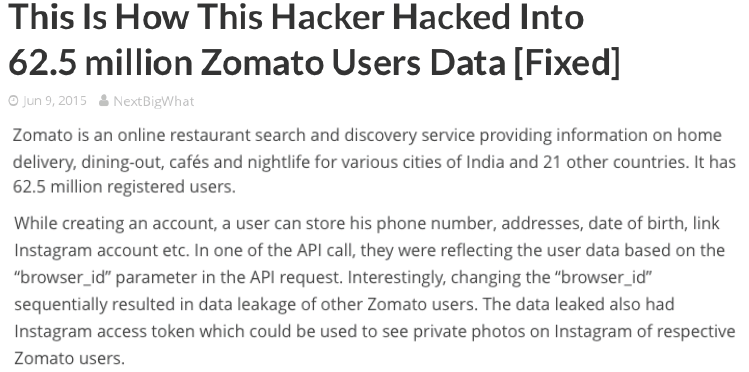 This Is How This Hacker Hacked Into
62.5 million Zomato Users Data [Fixed]
Jun 9, 2015 NextBigWhat
Zomato is an online restaurant search and discovery service providing information on home
delivery, dining-out, cafés and nightlife for various cities of India and 21 other countries. It has
62.5 million registered users.
While creating an account, a user can store his phone number, addresses, date of birth, link
Instagram account etc. In one of the API call, they were reflecting the user data based on the
“browser_id” parameter in the API request. Interestingly, changing the “browser_id”
sequentially resulted in data leakage of other Zomato users. The data leaked also had
Instagram access token which could be used to see private photos on Instagram of respective
Zomato users.